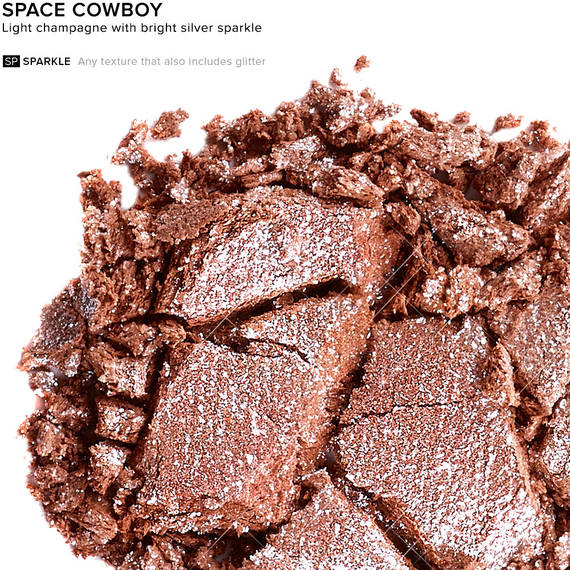 SPACE COWBOY
Light champagne with bright silver sparkle
SP SPARKLE Any texture that also includes glitter